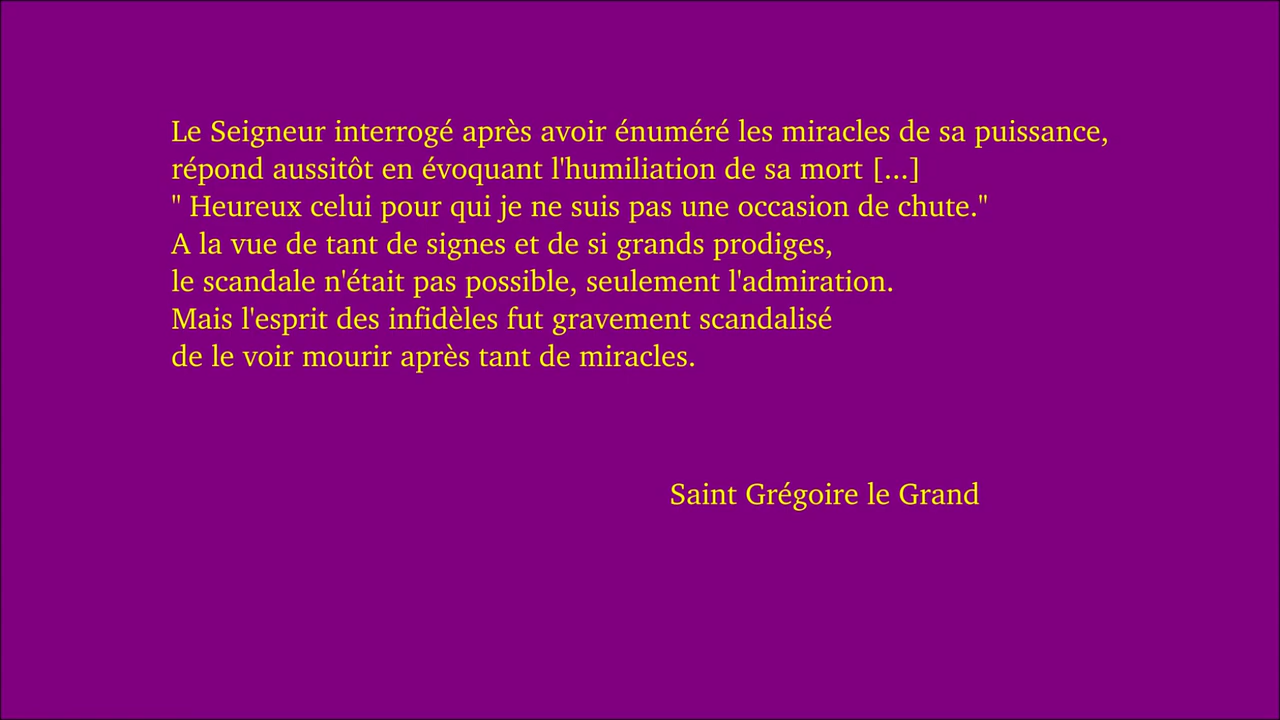 Le Seigneur interrogé après avoir énuméré les miracles de sa puissance,
répond aussitôt en évoquant l'humiliation de sa mort [...]
" Heureux celui pour qui je ne suis pas une occasion de chute."
A la vue de tant de signes et de si grands prodiges,
le scandale n'était pas possible, seulement l'admiration.
Mais l'esprit des infidèles fut gravement scandalisé
de le voir mourir après tant de miracles.
Saint Grégoire le Grand